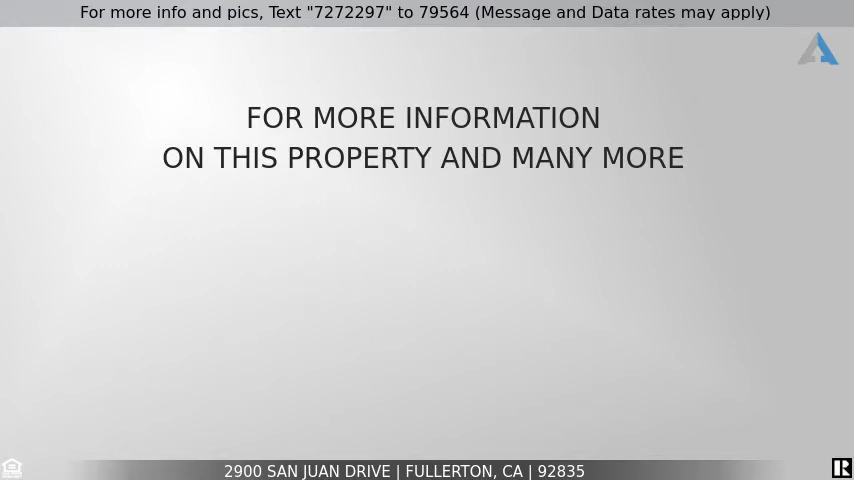 For more info and pics, Text "7272297" to 79564 (Message and Data rates may apply)
FOR MORE INFORMATION
ON THIS PROPERTY AND MANY MORE
2900 SAN JUAN DRIVE | FULLERTON, CA | 92835